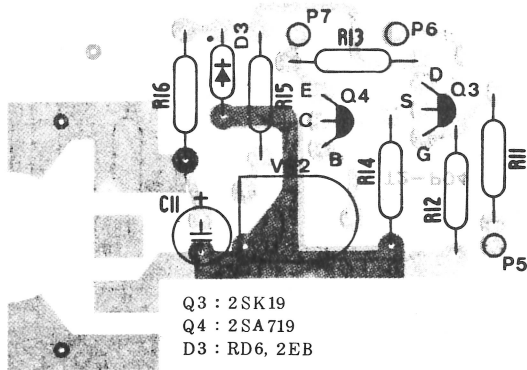 P7
P6
D3
R13
R16
R15
E
Q4
C
B
D
Q3
S
G
R14
R12
R11
C11
+
P5
Q3 : 2SK19
Q4 : 2SA719
D3 : RD6, 2EB